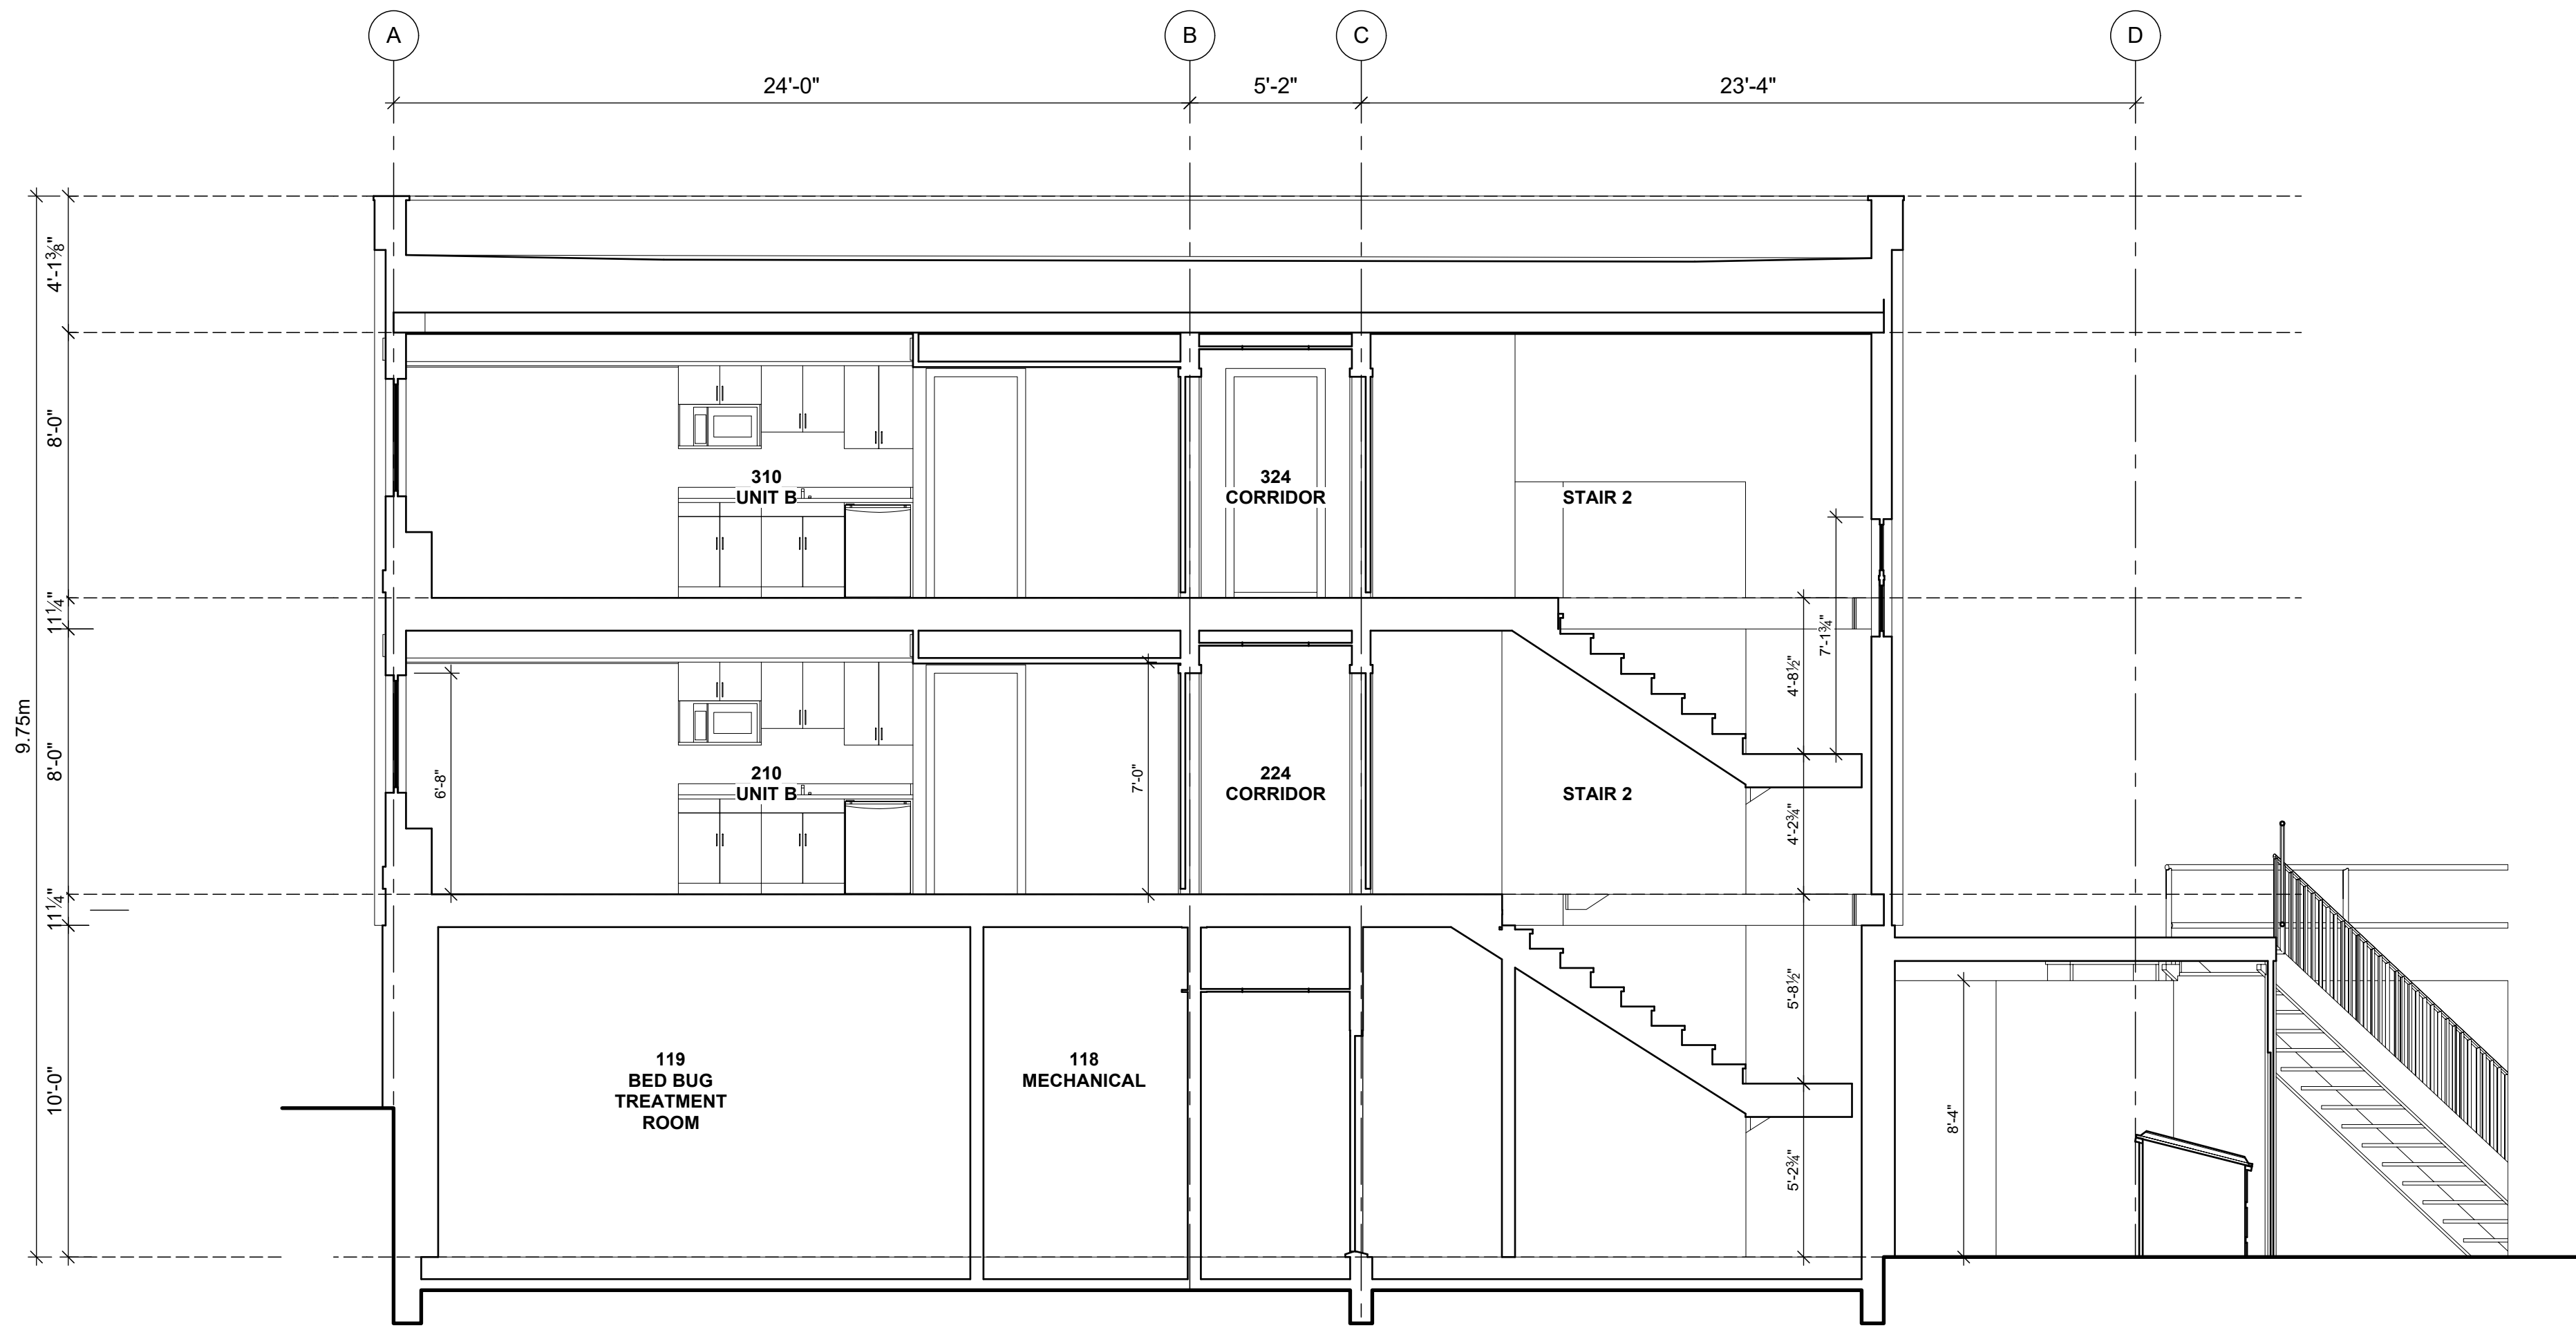 A
B
C
D
24'-0"
5'-2"
23'-4"
4'-1⅜"
8'-0"
11¼"
8'-0"
11¼"
10'-0"
9.75m
310
UNIT B
324
CORRIDOR
STAIR 2
7'-1¾"
4'-8½"
6'-8"
210
UNIT B
7'-0"
224
CORRIDOR
STAIR 2
4'-2¾"
5'-8½"
119
BED BUG
TREATMENT
ROOM
118
MECHANICAL
5'-2¾"
8'-4"